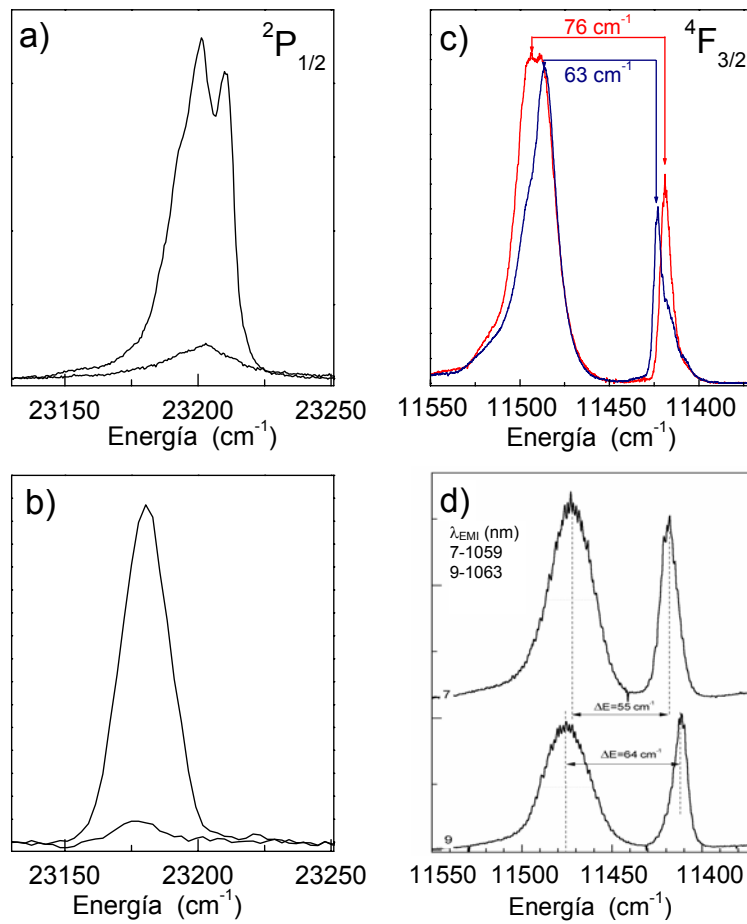 a) ²P₁/₂
23150 23200 23250
Energía (cm⁻¹)
c) ⁴F₃/₂
76 cm⁻¹
63 cm⁻¹
11550 11500 11450 11400
Energía (cm⁻¹)
b)
23150 23200 23250
Energía (cm⁻¹)
d)
λEMI (nm)
7-1059
9-1063
7
ΔE=55 cm⁻¹
ΔE=64 cm⁻¹
9
11550 11500 11450 11400
Energía (cm⁻¹)